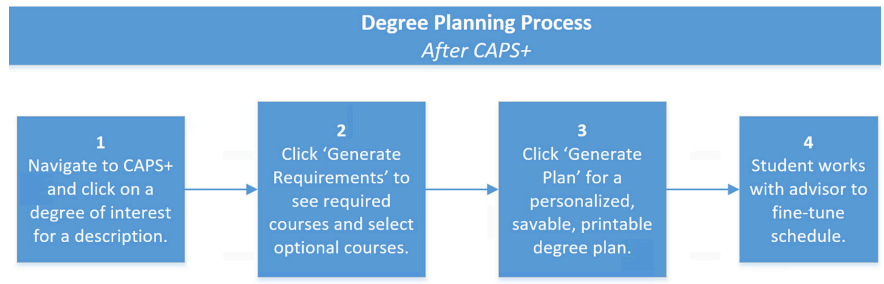 Degree Planning Process
After CAPS+
1
Navigate to CAPS+
and click on a
degree of interest
for a description.
2
Click ‘Generate
Requirements’ to
see required
courses and select
optional courses.
3
Click ‘Generate
Plan’ for a
personalized,
savable, printable
degree plan.
4
Student works
with advisor to
fine-tune
schedule.